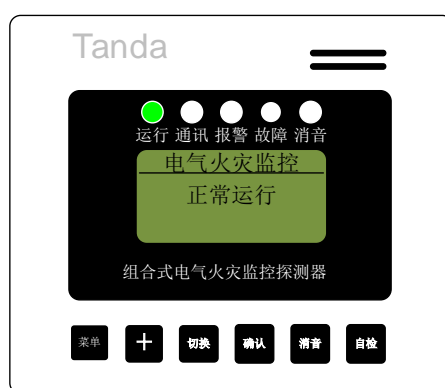 Tanda
运行 通讯 报警 故障 消音
电气火灾监控
正常运行
组合式电气火灾监控探测器
菜单 + 切换 确认 消音 自检